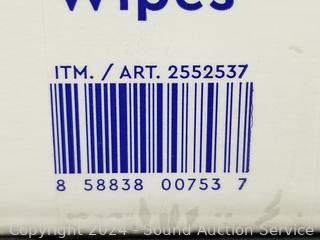 Wipes
ITM. / ART. 2552537
8 58838 00753 7
Copyright 2024 - Sound Auction Service